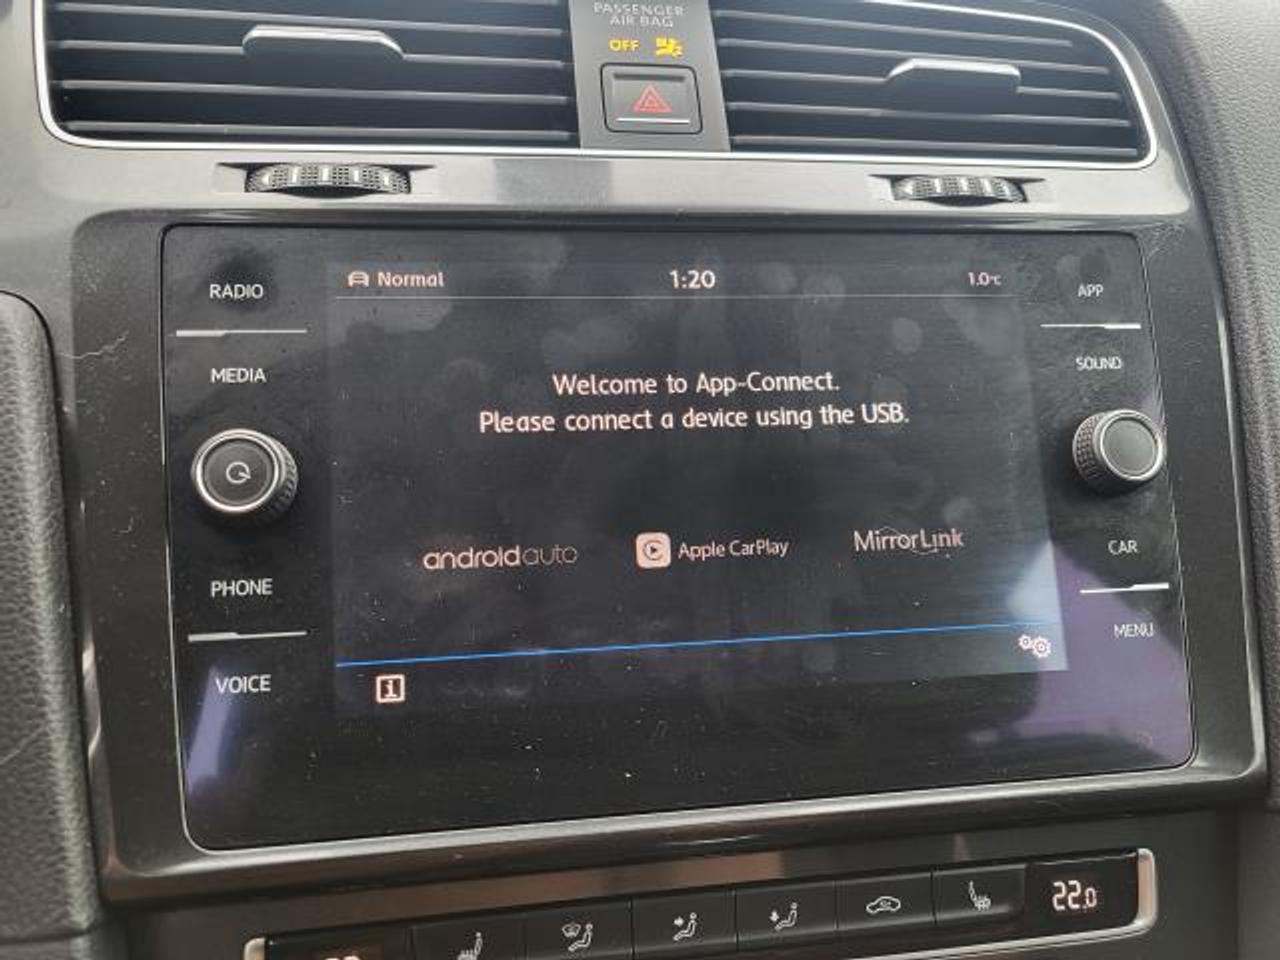 PASSENGER
AIR BAG
OFF
RADIO
MEDIA
PHONE
VOICE
Normal
1:20
1.0°C
Welcome to App-Connect.
Please connect a device using the USB.
androidauto
Apple CarPlay
MirrorLink
i
APP
SOUND
CAR
MENU
22.0